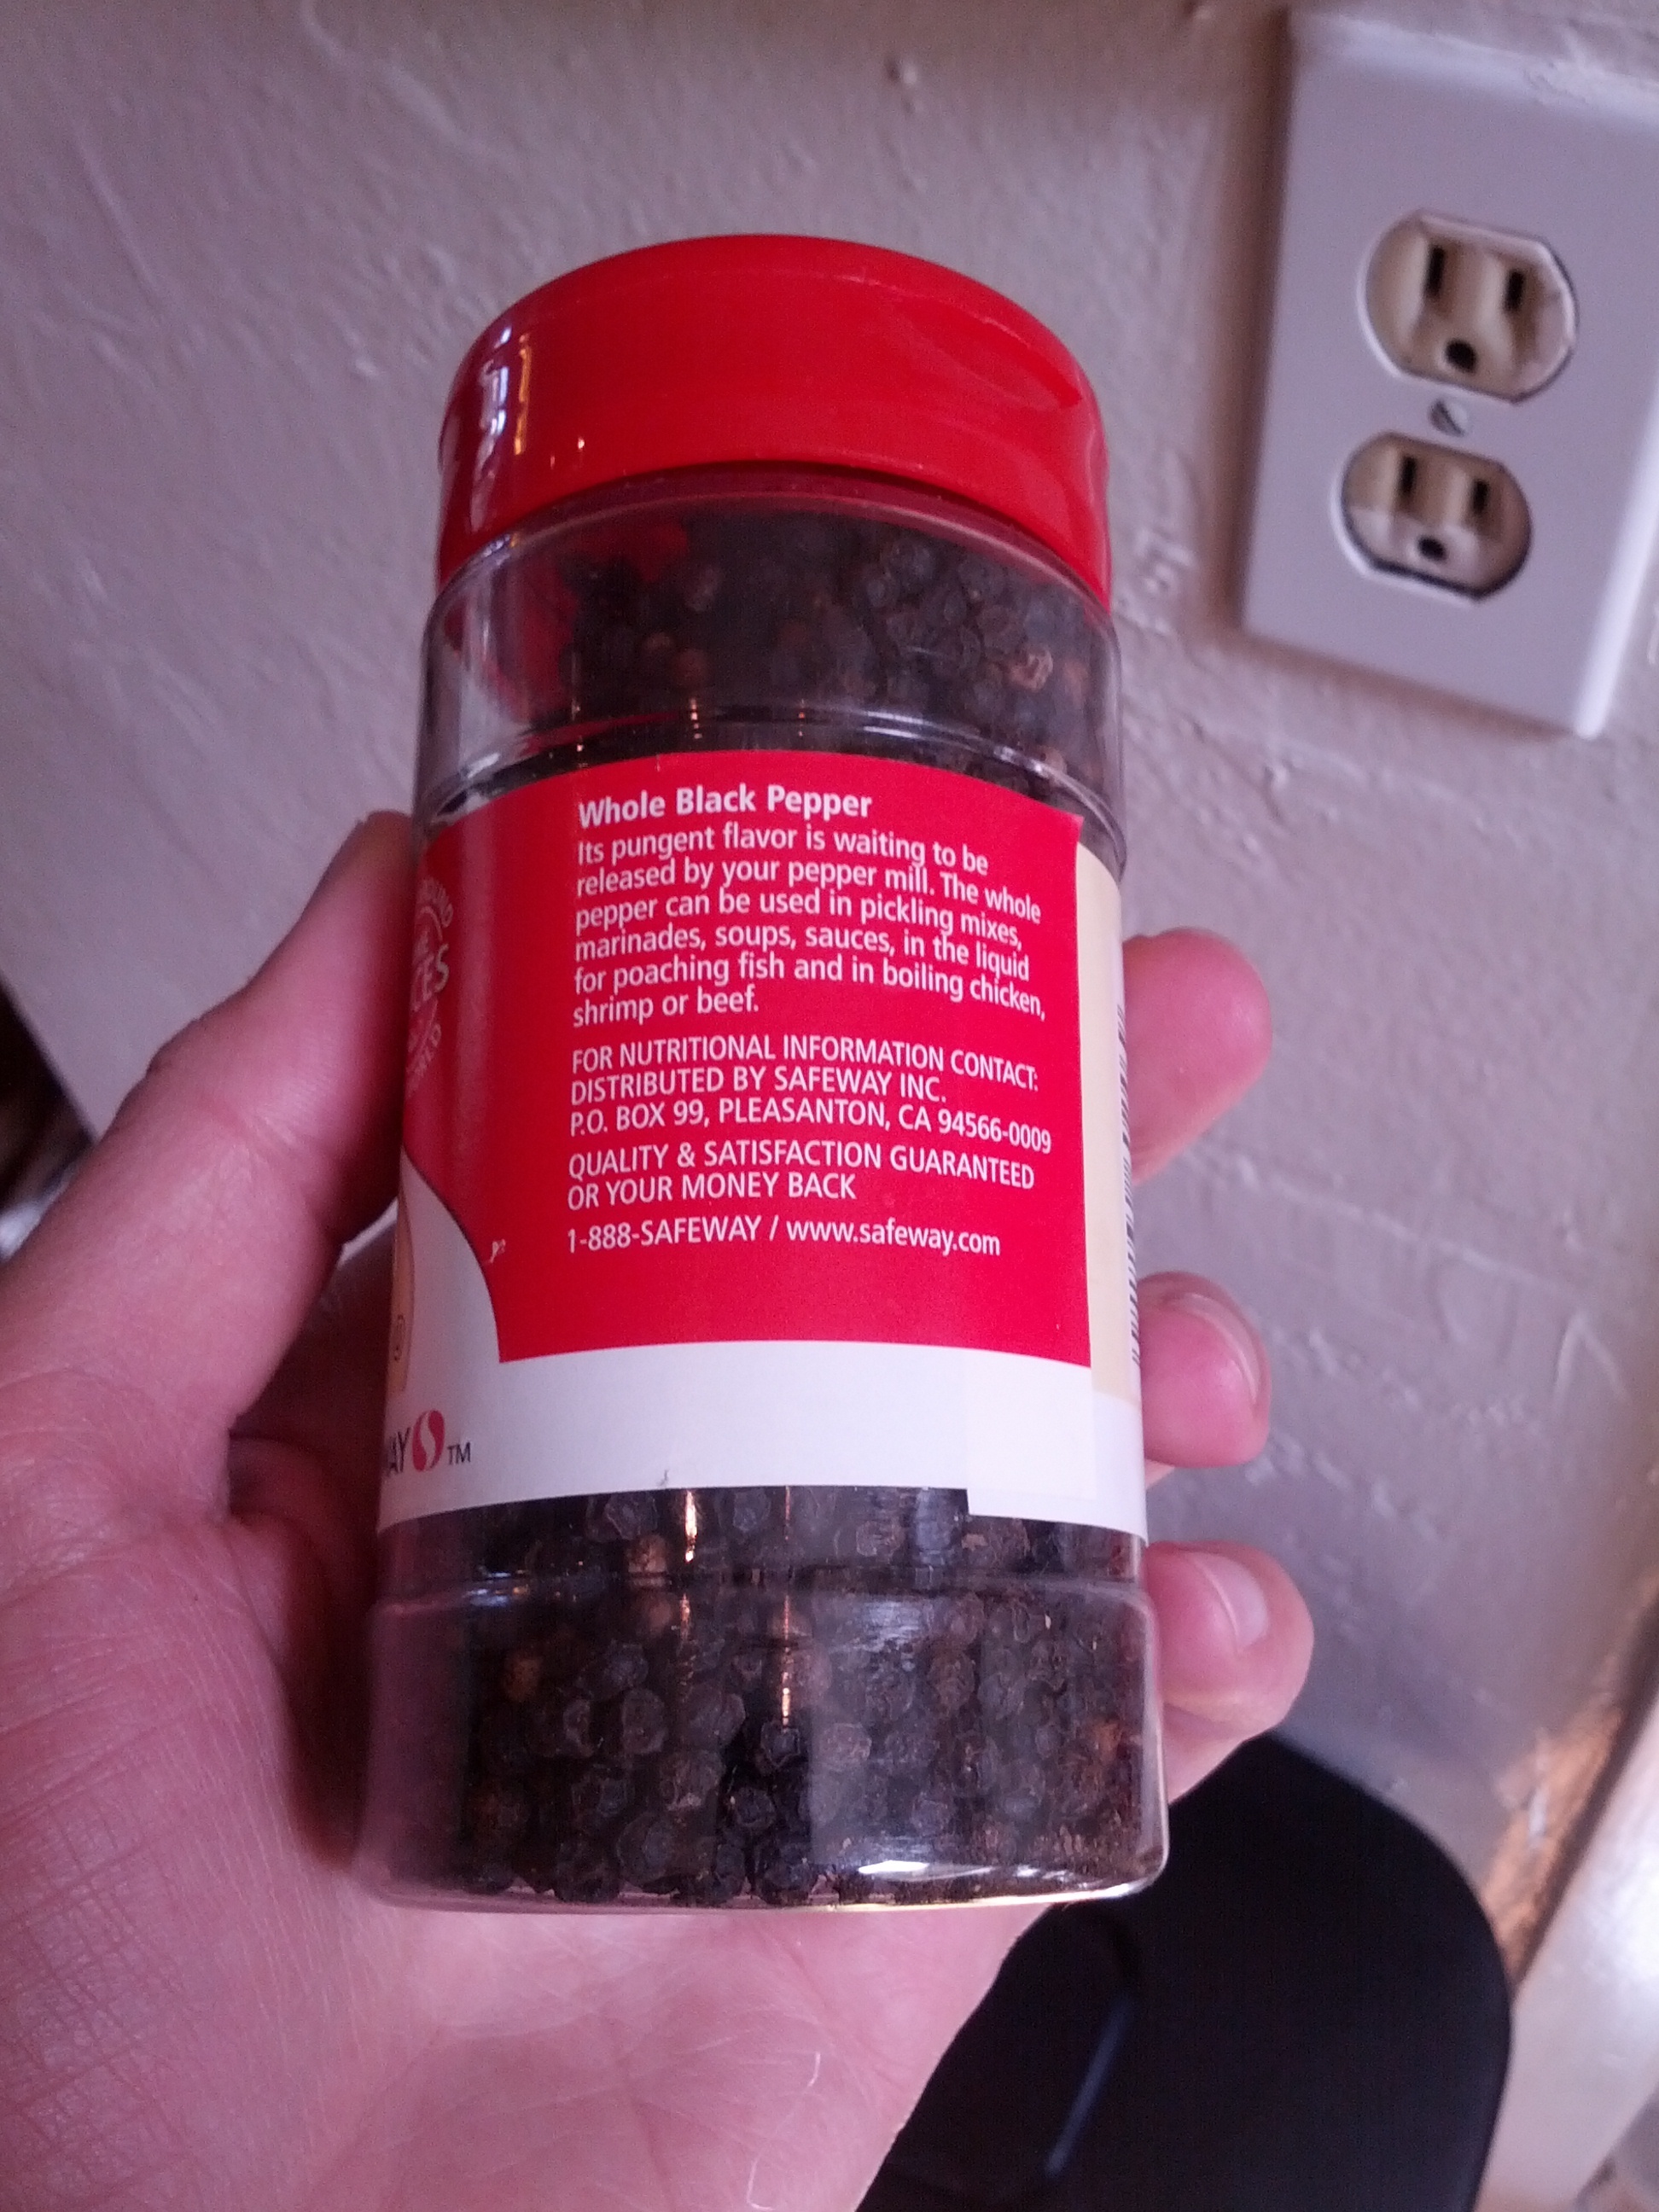 Whole Black Pepper
Its pungent flavor is waiting to be
released by your pepper mill. The whole
pepper can be used in pickling mixes,
marinades, soups, sauces, in the liquid
for poaching fish and in boiling chicken,
shrimp or beef.
FOR NUTRITIONAL INFORMATION CONTACT:
DISTRIBUTED BY SAFEWAY INC.
P.O. BOX 99, PLEASANTON, CA 94566-0009
QUALITY & SATISFACTION GUARANTEED
OR YOUR MONEY BACK
1-888-SAFEWAY / www.safeway.com
WAY TM